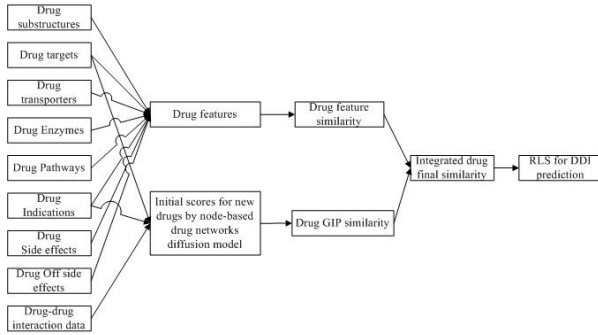 Drug
substructures
Drug targets
Drug
transporters
Drug Enzymes
Drug Pathways
Drug
Indications
Drug
Side effects
Drug Off side
effects
Drug-drug
interaction data
Drug features
Initial scores for new
drugs by node-based
drug networks
diffusion model
Drug feature
similarity
Drug GIP similarity
Integrated drug
final similarity
RLS for DDI
prediction